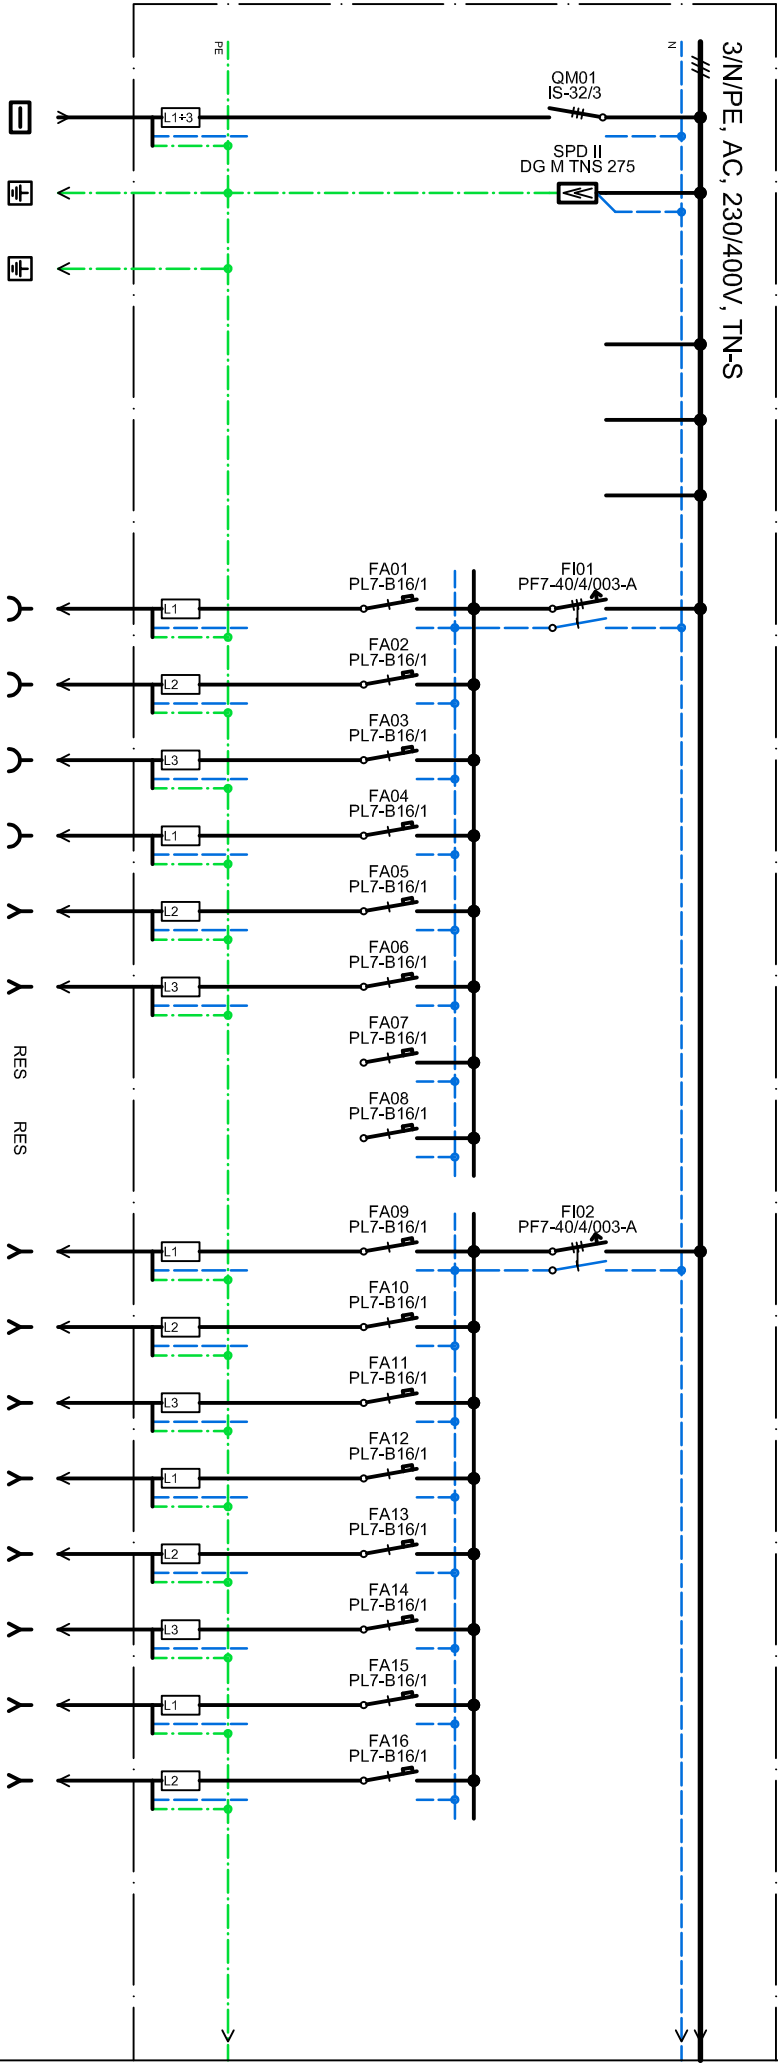 3/N/PE, AC, 230/400V, TN-S
PE
N
QM01
IS-32/3
L1÷3
SPD II
DG M TNS 275
FI01
PF7-40/4/003-A
FA01
PL7-B16/1
L1
FA02
PL7-B16/1
L2
FA03
PL7-B16/1
L3
FA04
PL7-B16/1
L1
FA05
PL7-B16/1
L2
FA06
PL7-B16/1
L3
FA07
PL7-B16/1
RES
FA08
PL7-B16/1
RES
FI02
PF7-40/4/003-A
FA09
PL7-B16/1
L1
FA10
PL7-B16/1
L2
FA11
PL7-B16/1
L3
FA12
PL7-B16/1
L1
FA13
PL7-B16/1
L2
FA14
PL7-B16/1
L3
FA15
PL7-B16/1
L1
FA16
PL7-B16/1
L2